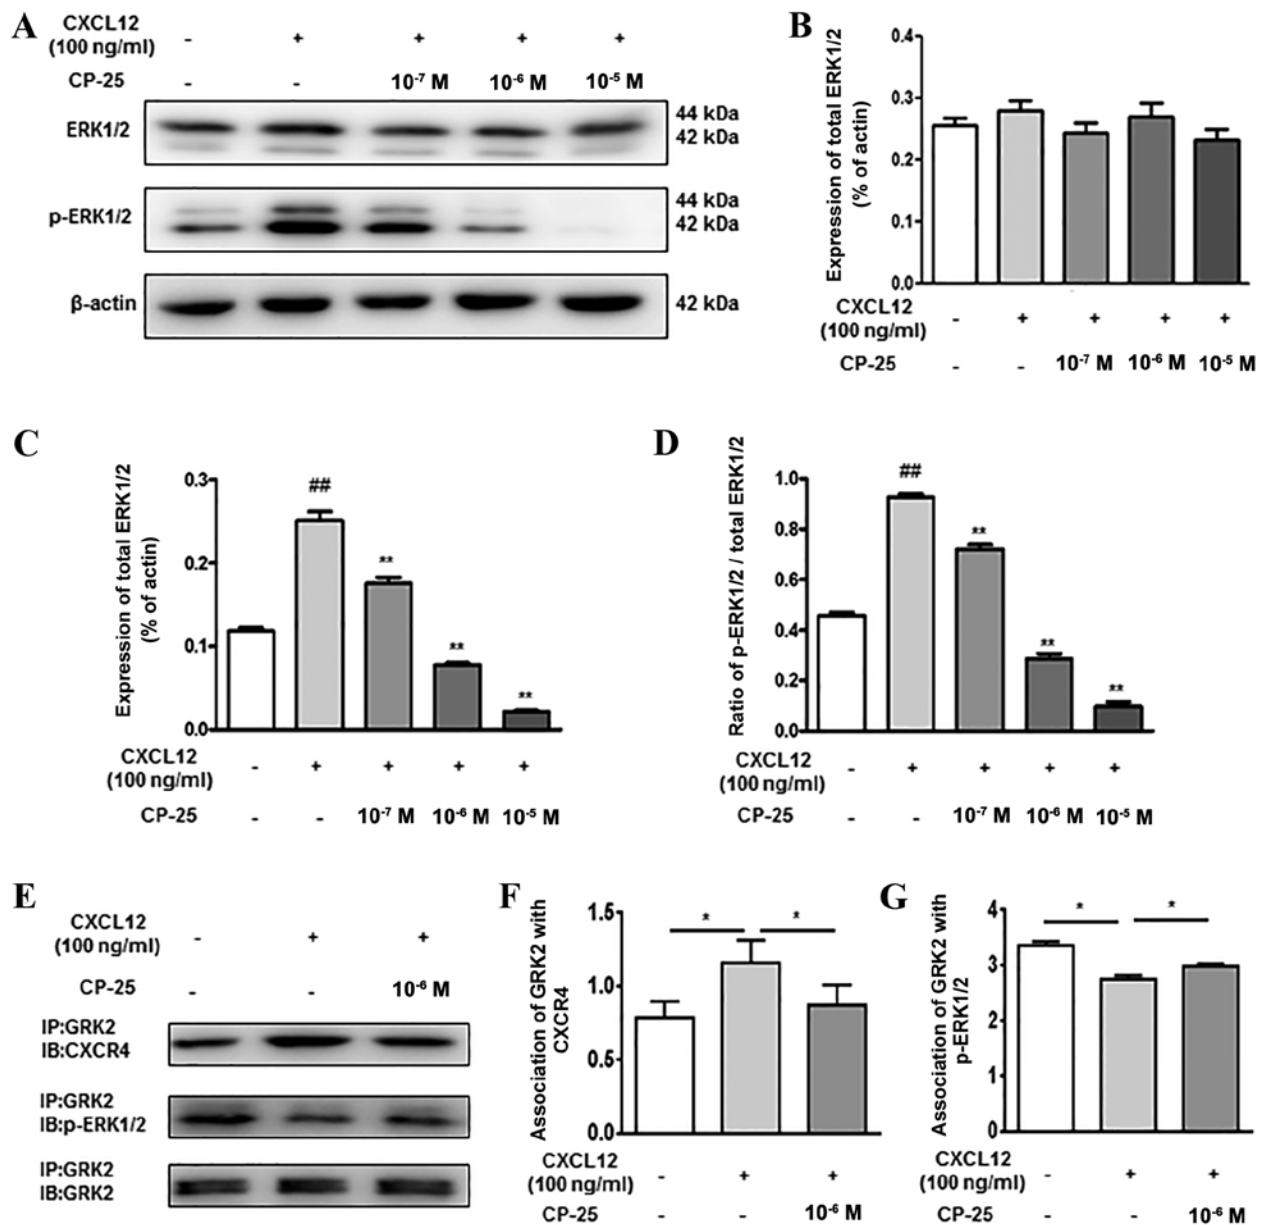 A
CXCL12
(100 ng/ml)
- + + + +
CP-25 - - 10⁻⁷ M 10⁻⁶ M 10⁻⁵ M
ERK1/2
44 kDa
42 kDa
p-ERK1/2
44 kDa
42 kDa
β-actin
42 kDa
B
Expression of total ERK1/2
(% of actin)
0.4
0.3
0.2
0.1
0.0
CXCL12
(100 ng/ml)
- + + + +
CP-25 - - 10⁻⁷ M 10⁻⁶ M 10⁻⁵ M
C
Expression of total ERK1/2
(% of actin)
0.3
0.2
0.1
0.0
##
**
**
**
CXCL12
(100 ng/ml)
- + + + +
CP-25 - - 10⁻⁷ M 10⁻⁶ M 10⁻⁵ M
D
Ratio of p-ERK1/2 / total ERK1/2
1.0
0.8
0.6
0.4
0.2
0.0
##
**
**
**
CXCL12
(100 ng/ml)
- + + + +
CP-25 - - 10⁻⁷ M 10⁻⁶ M 10⁻⁵ M
E
CXCL12
(100 ng/ml)
- + +
CP-25 - - 10⁻⁶ M
IP:GRK2
IB:CXCR4
IP:GRK2
IB:p-ERK1/2
IP:GRK2
IB:GRK2
F
Association of GRK2 with
CXCR4
1.5
1.0
0.5
0.0
* *
CXCL12
(100 ng/ml)
- + +
CP-25 - - 10⁻⁶ M
G
Association of GRK2 with
p-ERK1/2
4
3
2
1
0
* *
CXCL12
(100 ng/ml)
- + +
CP-25 - - 10⁻⁶ M